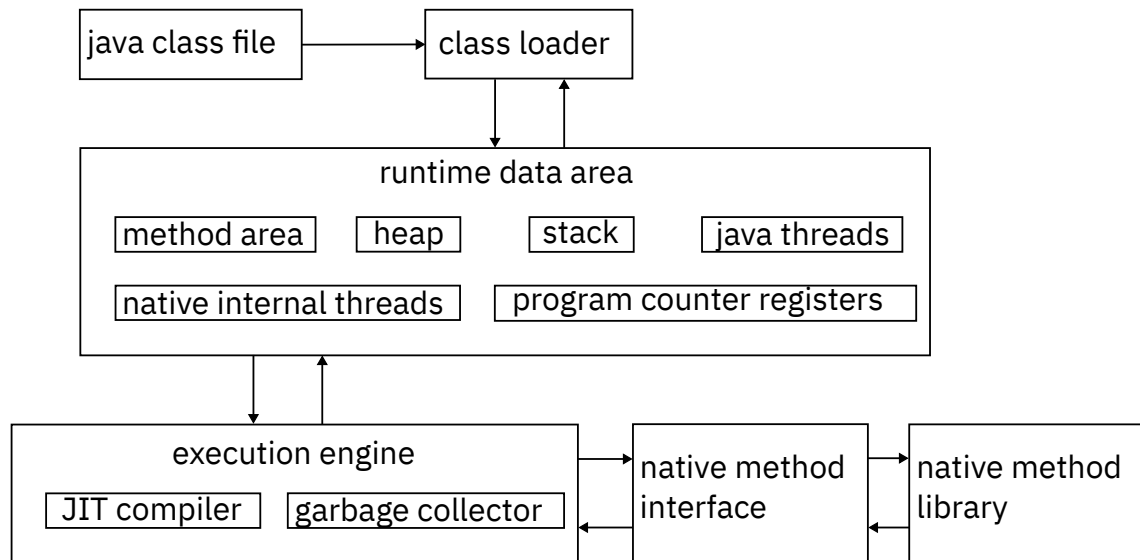 java class file
class loader
runtime data area
method area
heap
stack
java threads
native internal threads
program counter registers
execution engine
JIT compiler
garbage collector
native method
interface
native method
library